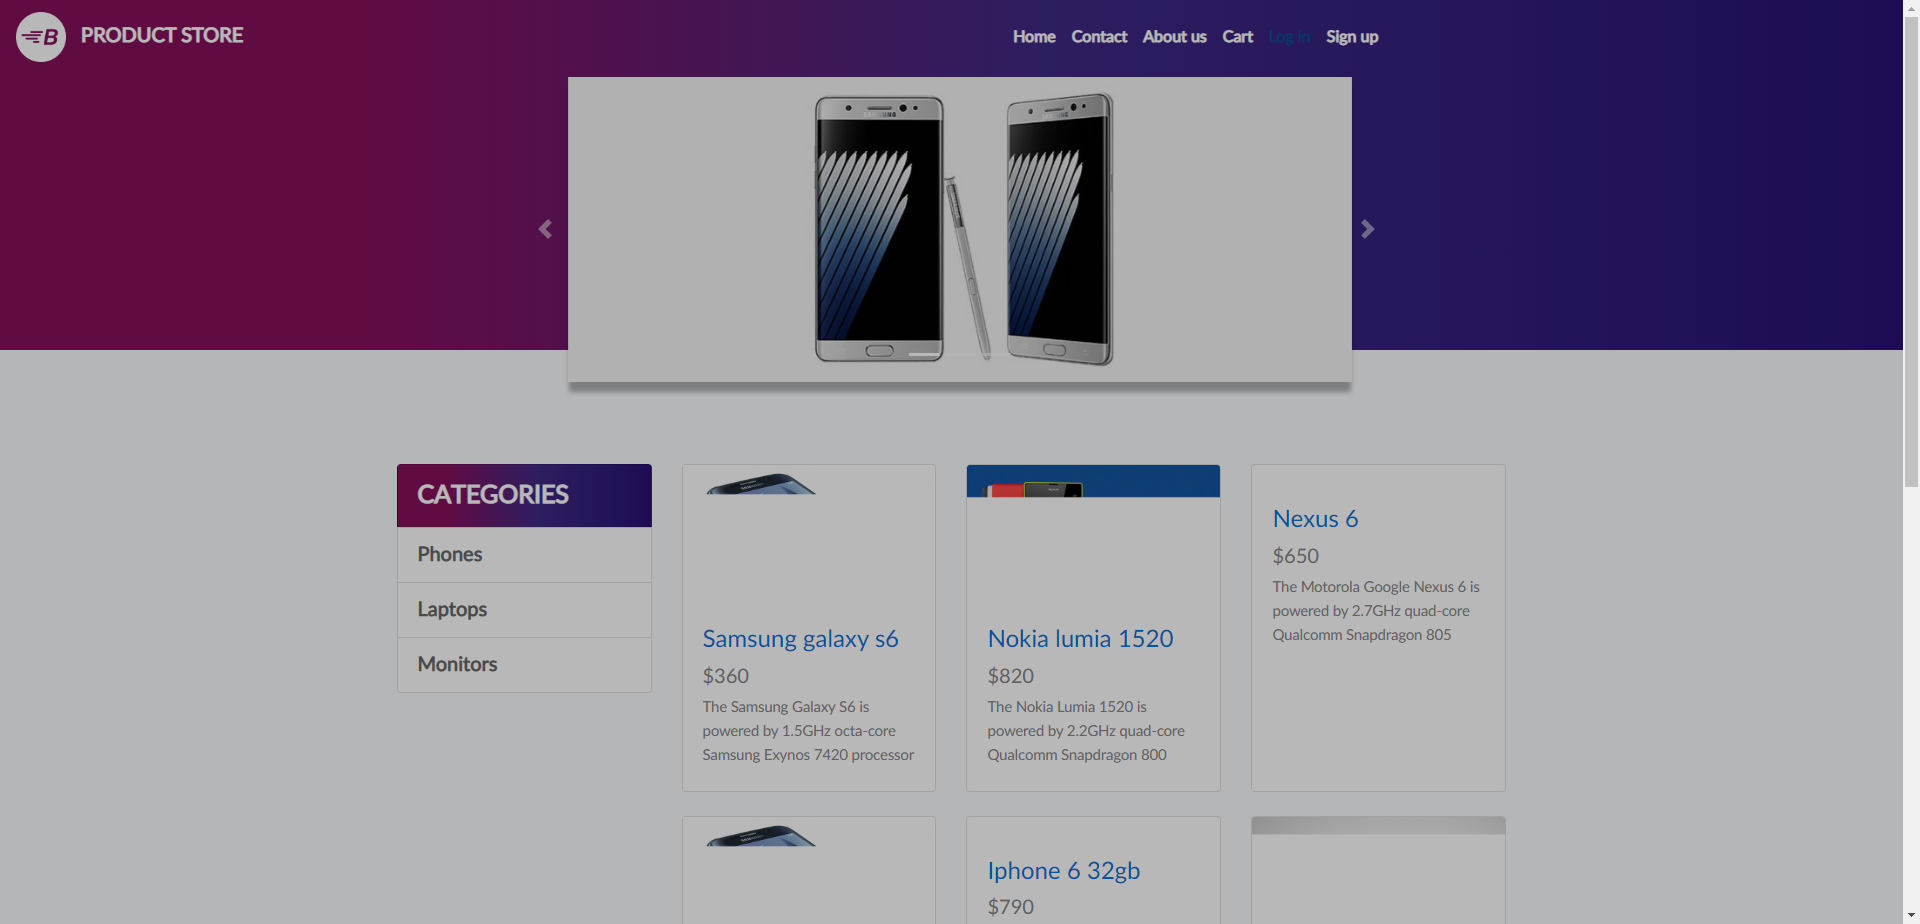 B PRODUCT STORE
Home Contact About us Cart Log in Sign up
SAMSUNG
CATEGORIES
Phones
Laptops
Monitors
Samsung galaxy s6
$360
The Samsung Galaxy S6 is
powered by 1.5GHz octa-core
Samsung Exynos 7420 processor
Nokia lumia 1520
$820
The Nokia Lumia 1520 is
powered by 2.2GHz quad-core
Qualcomm Snapdragon 800
Nexus 6
$650
The Motorola Google Nexus 6 is
powered by 2.7GHz quad-core
Qualcomm Snapdragon 805
Iphone 6 32gb
$790